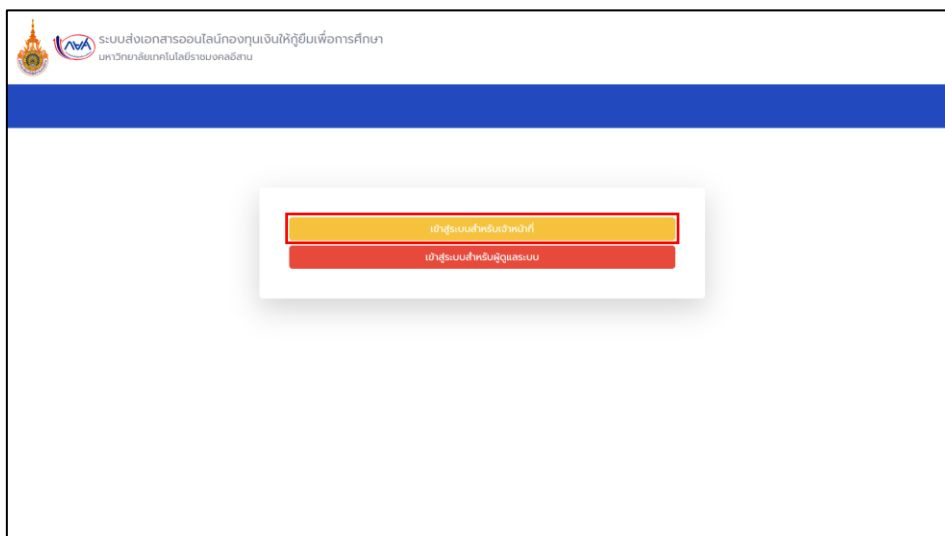 กยศ
ระบบส่งเอกสารออนไลน์กองทุนเงินให้กู้ยืมเพื่อการศึกษา
มหาวิทยาลัยเทคโนโลยีราชมงคลอีสาน
เข้าสู่ระบบสำหรับเจ้าหน้าที่
เข้าสู่ระบบสำหรับผู้ดูแลระบบ